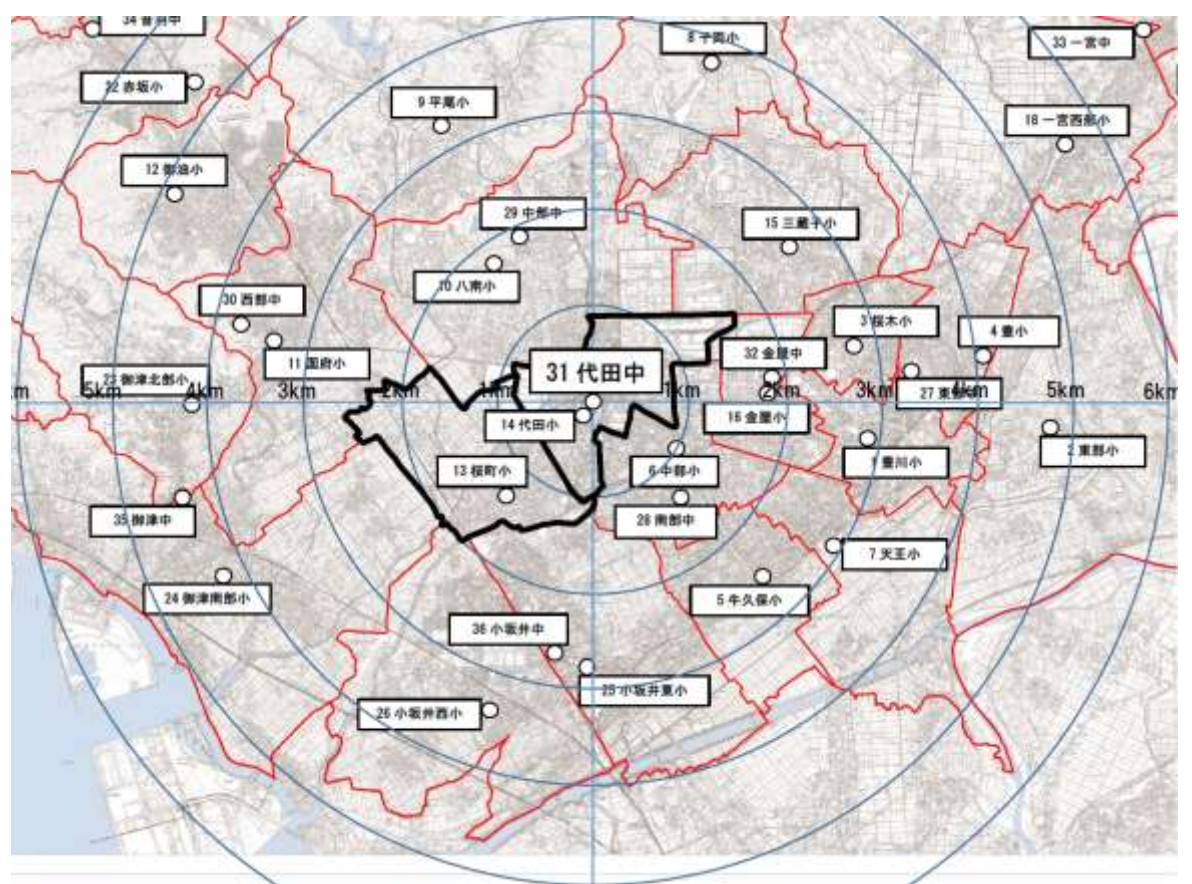 34 音羽中
8 千両小
33 一宮中
22 赤坂小
9 平尾小
18 一宮西部小
12 御油小
29 中部中
15 三蔵子小
10 八南小
30 西部中
3 桜木小
4 豊小
11 国府小
32 金屋中
31 代田中
23 御津北部小
27 東部中
5km
4km
3km
2km
1km
1km
2km
3km
4km
5km
6km
14 代田小
16 金屋小
13 桜町小
6 中部小
1 豊川小
2 東部小
35 御津中
28 南部中
7 天王小
24 御津南部小
5 牛久保小
36 小坂井中
25 小坂井東小
26 小坂井西小